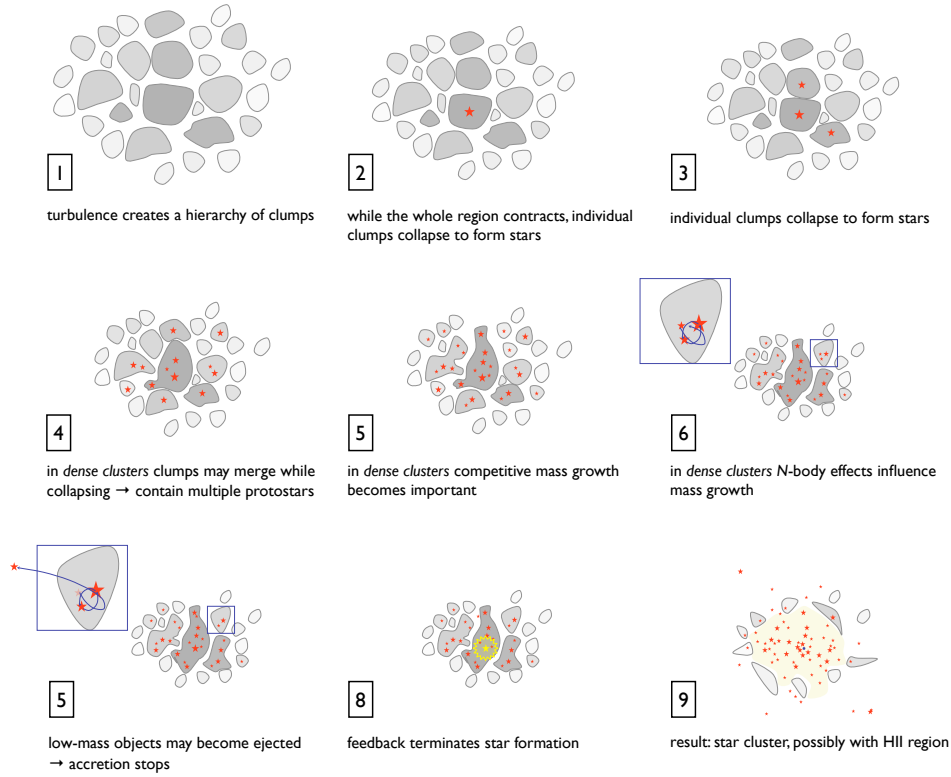 1
turbulence creates a hierarchy of clumps
2
while the whole region contracts, individual
clumps collapse to form stars
3
individual clumps collapse to form stars
4
in dense clusters clumps may merge while
collapsing → contain multiple protostars
5
in dense clusters competitive mass growth
becomes important
6
in dense clusters N-body effects influence
mass growth
5
low-mass objects may become ejected
→ accretion stops
8
feedback terminates star formation
9
result: star cluster, possibly with HII region